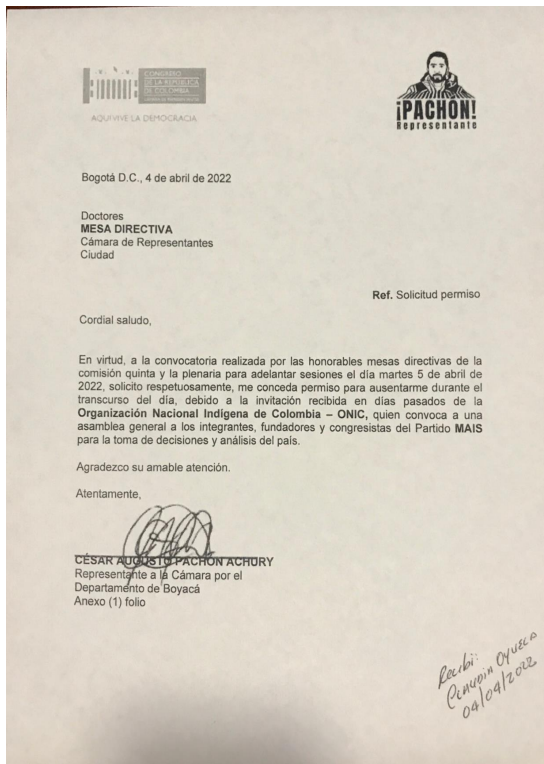 CONGRESO
DE LA REPÚBLICA
DE COLOMBIA
AQUÍ VIVE LA DEMOCRACIA
¡PACHÓN!
Representante
Bogotá D.C., 4 de abril de 2022
Doctores
MESA DIRECTIVA
Cámara de Representantes
Ciudad
Ref. Solicitud permiso
Cordial saludo,
En virtud, a la convocatoria realizada por las honorables mesas directivas de la
comisión quinta y la plenaria para adelantar sesiones el día martes 5 de abril de
2022, solicito respetuosamente, me conceda permiso para ausentarme durante el
transcurso del día, debido a la invitación recibida en días pasados de la
Organización Nacional Indígena de Colombia – ONIC, quien convoca a una
asamblea general a los integrantes, fundadores y congresistas del Partido MAIS
para la toma de decisiones y análisis del país.
Agradezco su amable atención.
Atentamente,
CÉSAR AUGUSTO PACHÓN ACHURY
Representante a la Cámara por el
Departamento de Boyacá
Anexo (1) folio
Recibí:
Claudia Oyuela
04/04/2022